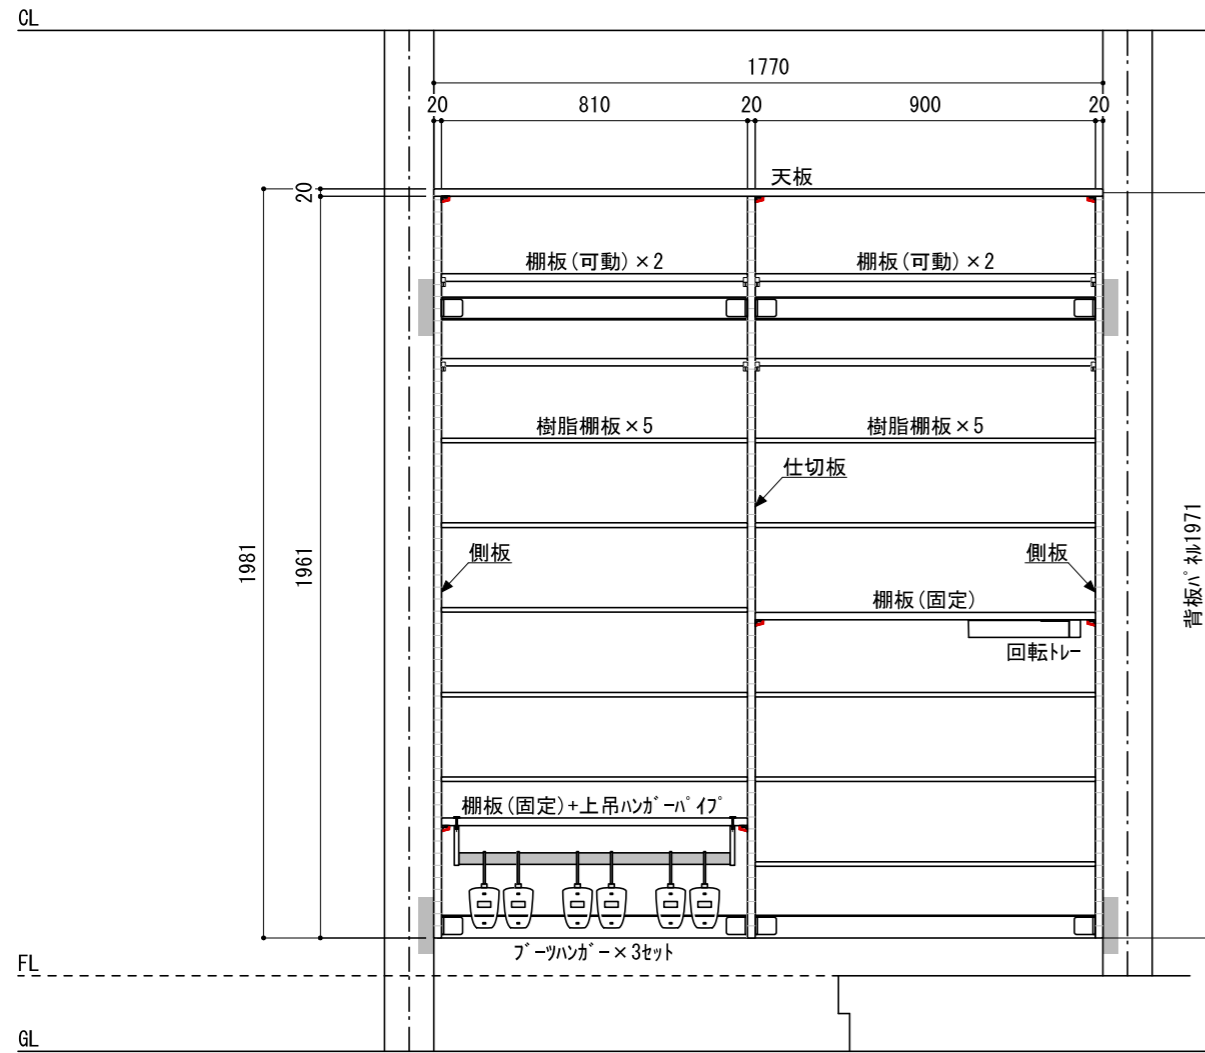 CL
1770
20 810 20 900 20
天板
20
棚板(可動)×2 棚板(可動)×2
樹脂棚板×5 樹脂棚板×5
仕切板
1981
1961
側板 側板
背板ﾊﾟﾈﾙ1971
棚板(固定)
回転ﾄﾚｰ
棚板(固定)+上吊ﾊﾝｶﾞｰﾊﾟｲﾌﾟ
ﾌﾞｰﾂﾊﾝｶﾞｰ×3ｾｯﾄ
FL
GL